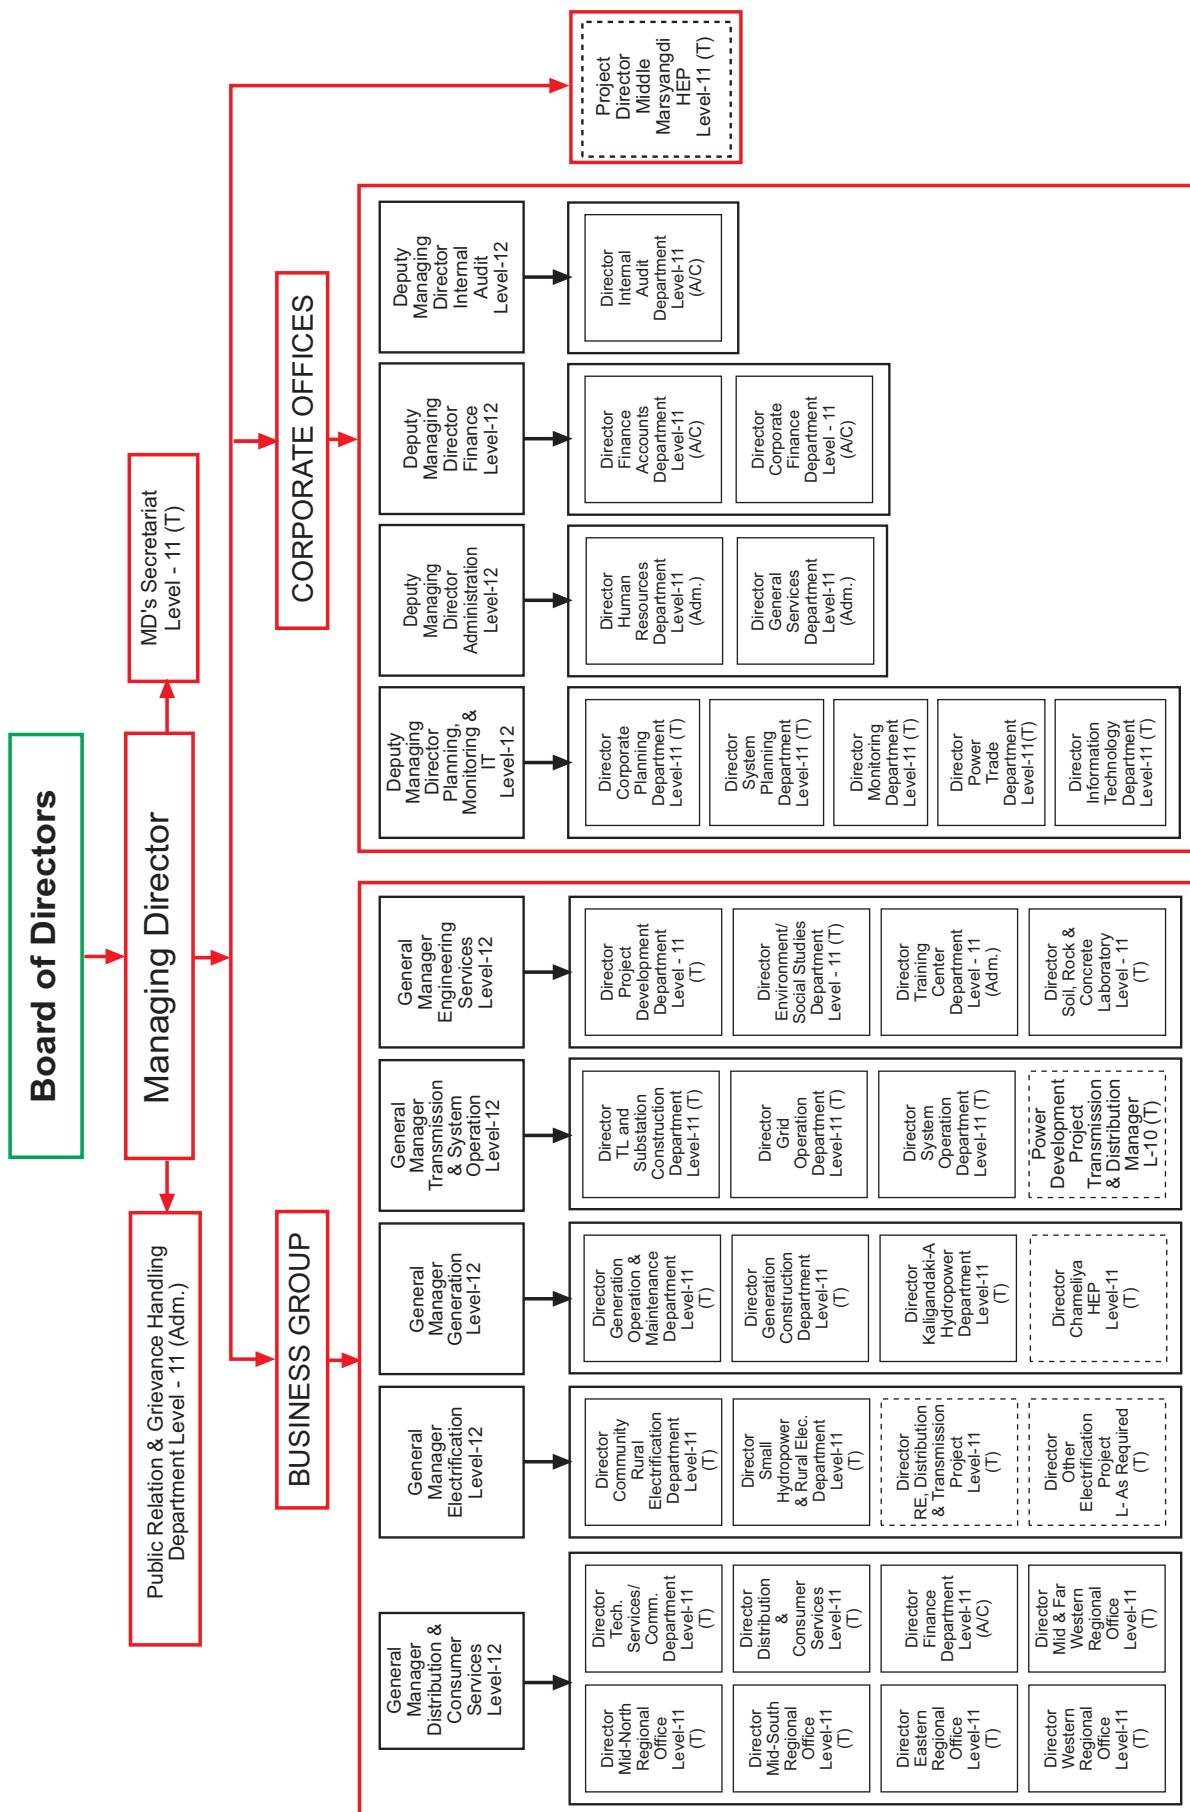 Board of Directors
Managing Director
Public Relation & Grievance Handling
Department Level - 11 (Adm.)
MD's Secretariat
Level - 11 (T)
BUSINESS GROUP
CORPORATE OFFICES
Project
Director
Middle
Marsyangdi
HEP
Level-11 (T)
General
Manager
Distribution &
Consumer
Services
Level-12
General
Manager
Electrification
Level-12
General
Manager
Generation
Level-12
General
Manager
Transmission
& System
Operation
Level-12
General
Manager
Engineering
Services
Level-12
Deputy
Managing
Director
Planning,
Monitoring &
IT
Level-12
Deputy
Managing
Director
Administration
Level-12
Deputy
Managing
Director
Finance
Level-12
Deputy
Managing
Director
Internal
Audit
Level-12
Director
Mid-North
Regional
Office
Level-11
(T)
Director
Tech.
Services/
Comm.
Department
Level-11
(T)
Director
Mid-South
Regional
Office
Level-11
(T)
Director
Distribution
&
Consumer
Services
Level-11
(T)
Director
Eastern
Regional
Office
Level-11
(T)
Director
Finance
Department
Level-11
(A/C)
Director
Western
Regional
Office
Level-11
(T)
Director
Mid & Far
Western
Regional
Office
Level-11
(T)
Director
Community
Rural
Electrification
Department
Level-11
(T)
Director
Small
Hydropower
& Rural Elec.
Department
Level-11
(T)
Director
RE, Distribution
& Transmission
Project
Level-11
(T)
Director
Other
Electrification
Project
L- As Required
(T)
Director
Generation
Operation &
Maintenance
Department
Level-11
(T)
Director
Generation
Construction
Department
Level-11
(T)
Director
Kaligandaki-A
Hydropower
Department
Level-11
(T)
Director
Chameliya
HEP
Level-11
(T)
Director
TL and
Substation
Construction
Department
Level-11 (T)
Director
Grid
Operation
Department
Level-11 (T)
Director
System
Operation
Department
Level-11 (T)
Power
Development
Project
Transmission
& Distribution
Manager
L-10 (T)
Director
Project
Development
Department
Level - 11
(T)
Director
Environment/
Social Studies
Department
Level - 11 (T)
Director
Training
Center
Department
Level - 11
(Adm.)
Director
Soil, Rock &
Concrete
Laboratory
Level - 11
(T)
Director
Corporate
Planning
Department
Level-11 (T)
Director
System
Planning
Department
Level-11 (T)
Director
Monitoring
Department
Level-11 (T)
Director
Power
Trade
Department
Level-11(T)
Director
Information
Technology
Department
Level-11 (T)
Director
Human
Resources
Department
Level-11
(Adm.)
Director
General
Services
Department
Level-11
(Adm.)
Director
Finance
Accounts
Department
Level-11
(A/C)
Director
Corporate
Finance
Department
Level - 11
(A/C)
Director
Internal
Audit
Department
Level-11
(A/C)